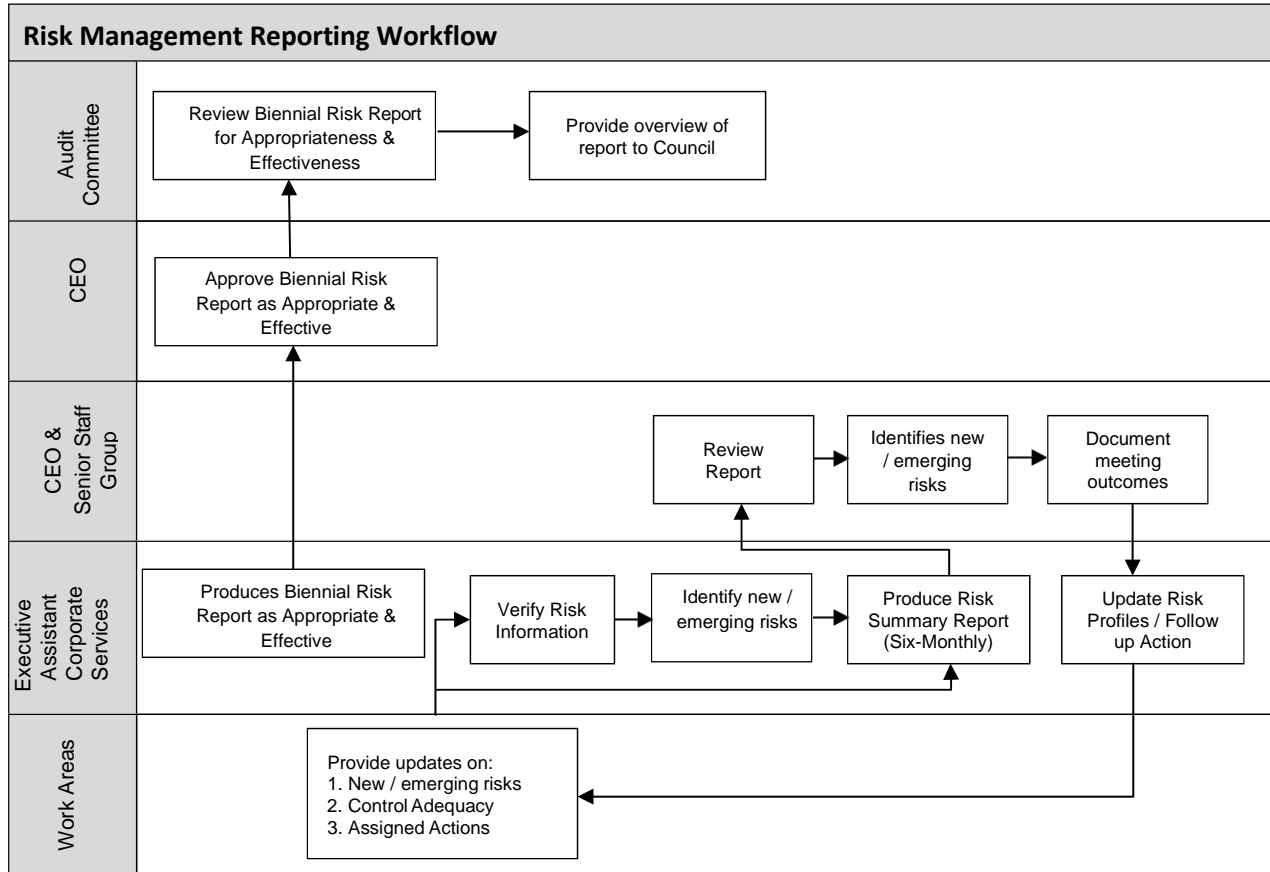 Risk Management Reporting Workflow
Audit
Committee
Review Biennial Risk Report
for Appropriateness &
Effectiveness
Provide overview of
report to Council
CEO
Approve Biennial Risk
Report as Appropriate &
Effective
CEO &
Senior Staff
Group
Review
Report
Identifies new
/ emerging
risks
Document
meeting
outcomes
Executive
Assistant
Corporate
Services
Produces Biennial Risk
Report as Appropriate &
Effective
Verify Risk
Information
Identify new /
emerging risks
Produce Risk
Summary Report
(Six-Monthly)
Update Risk
Profiles / Follow
up Action
Work Areas
Provide updates on:
1. New / emerging risks
2. Control Adequacy
3. Assigned Actions